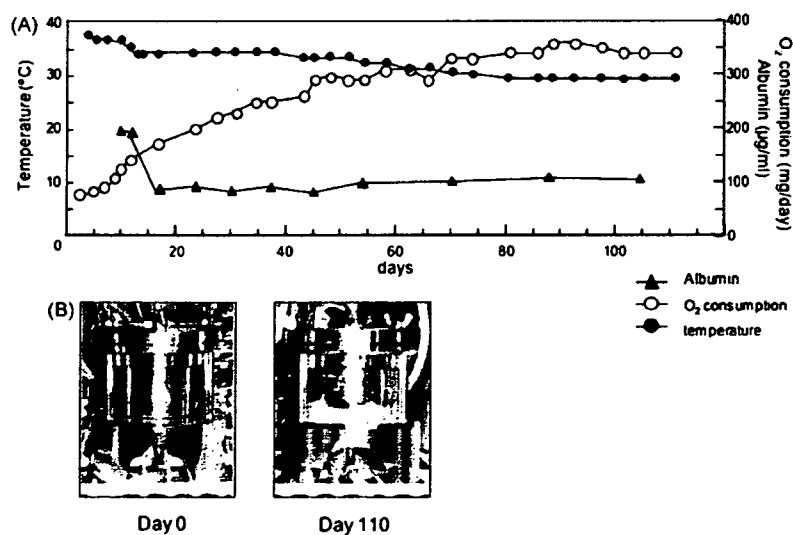 (A)
Temperature (°C)
40
30
20
10
0
20
40
60
80
100
days
400
300
200
100
0
O₂ consumption (mg/day)
Albumin (µg/ml)
Albumin
O₂ consumption
temperature
(B)
Day 0
Day 110